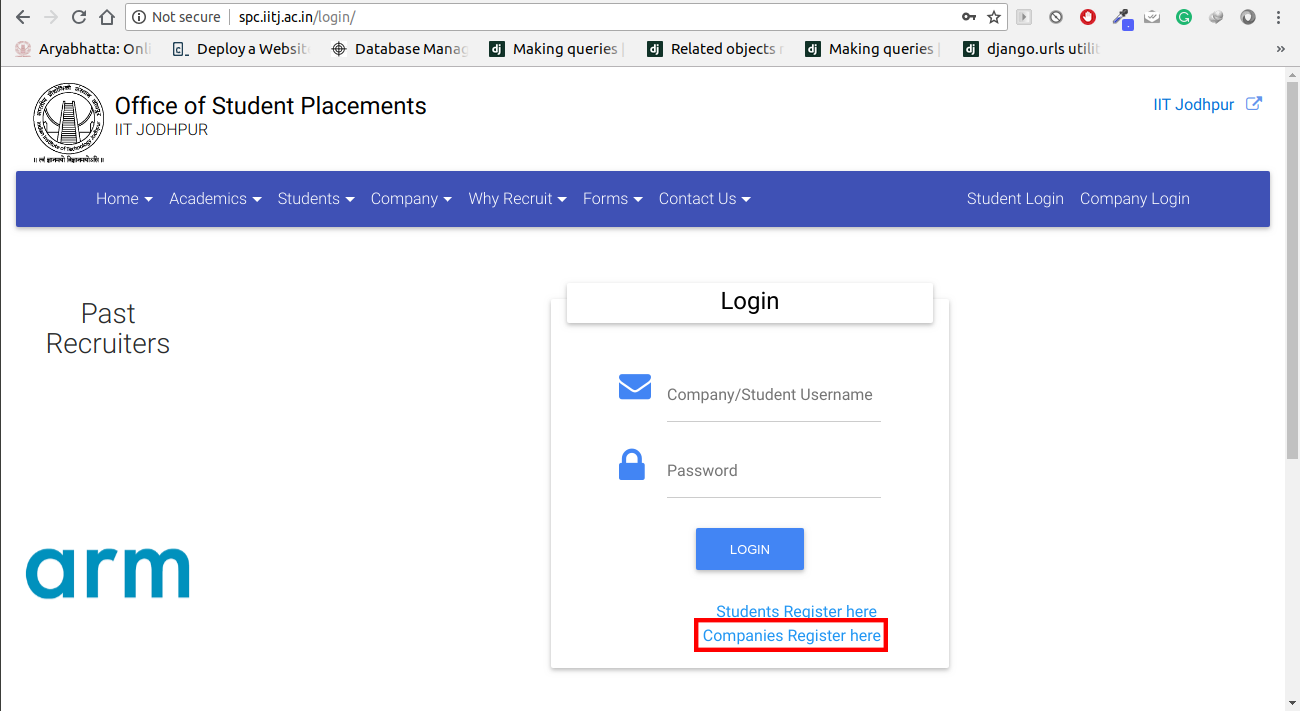 Not secure | spc.iitj.ac.in/login/
Aryabhatta: Onli
Deploy a Website
Database Manag
Making queries |
Related objects r
Making queries |
django.urls utilit
»
Office of Student Placements
IIT JODHPUR
IIT Jodhpur
Home
Academics
Students
Company
Why Recruit
Forms
Contact Us
Student Login
Company Login
Past
Recruiters
Login
Company/Student Username
Password
LOGIN
arm
Students Register here
Companies Register here